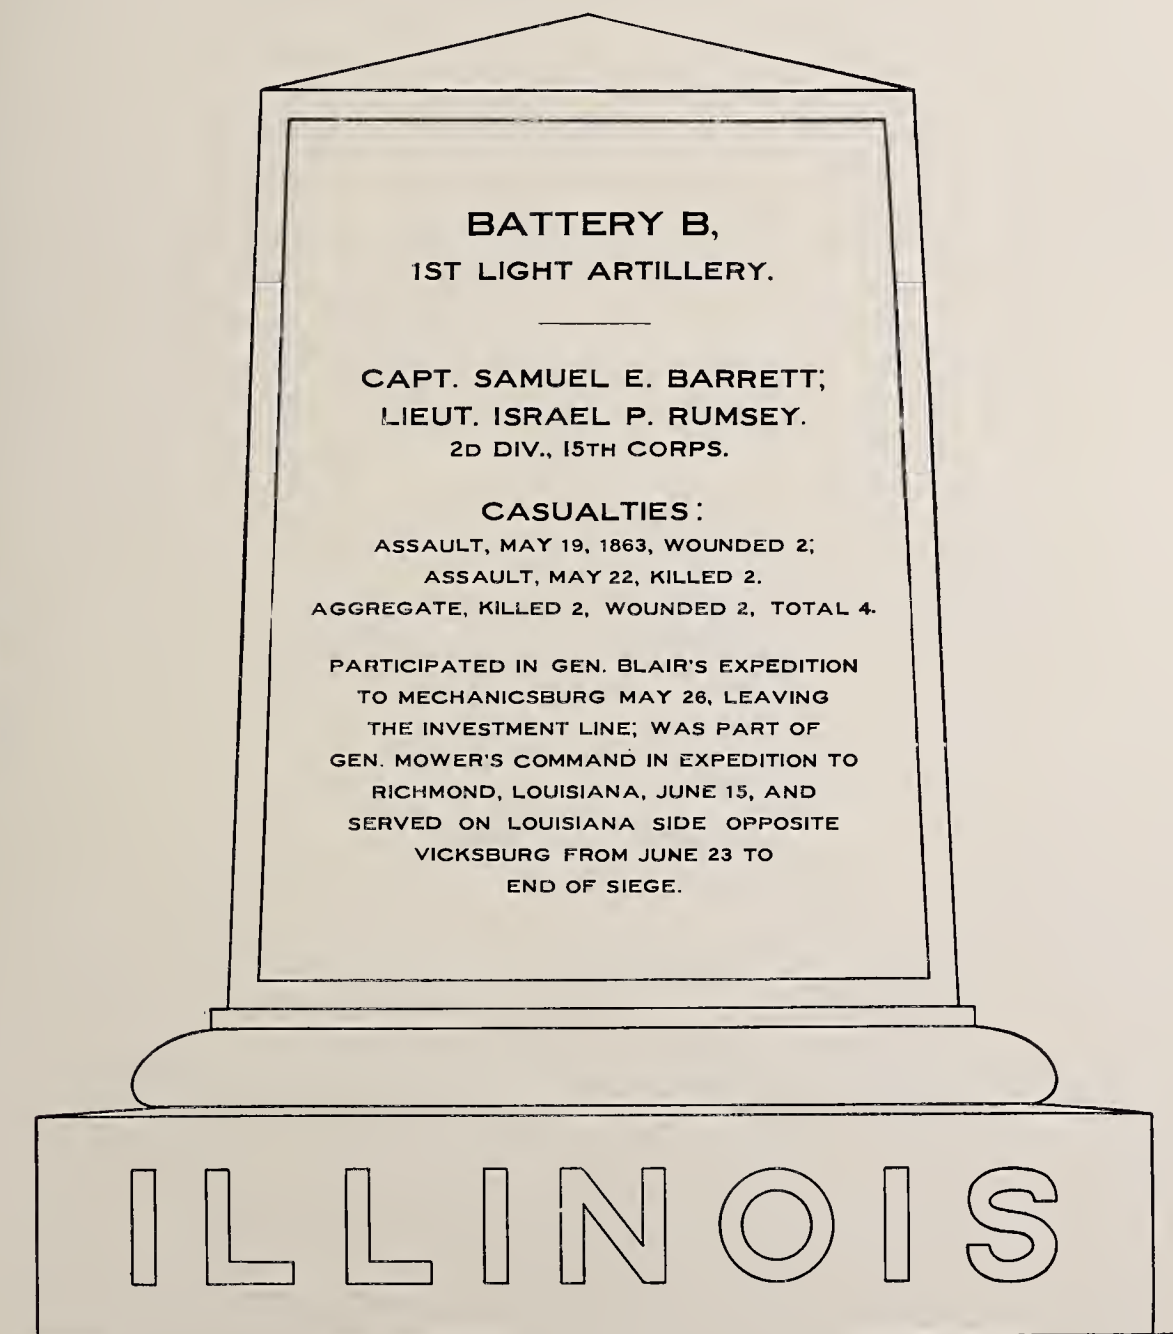 BATTERY B,
1ST LIGHT ARTILLERY.
CAPT. SAMUEL E. BARRETT;
LIEUT. ISRAEL P. RUMSEY.
2D DIV., 15TH CORPS.
CASUALTIES:
ASSAULT, MAY 19, 1863, WOUNDED 2;
ASSAULT, MAY 22, KILLED 2.
AGGREGATE, KILLED 2, WOUNDED 2, TOTAL 4.
PARTICIPATED IN GEN. BLAIR'S EXPEDITION
TO MECHANICSBURG MAY 26, LEAVING
THE INVESTMENT LINE; WAS PART OF
GEN. MOWER'S COMMAND IN EXPEDITION TO
RICHMOND, LOUISIANA, JUNE 15, AND
SERVED ON LOUISIANA SIDE OPPOSITE
VICKSBURG FROM JUNE 23 TO
END OF SIEGE.
ILLINOIS